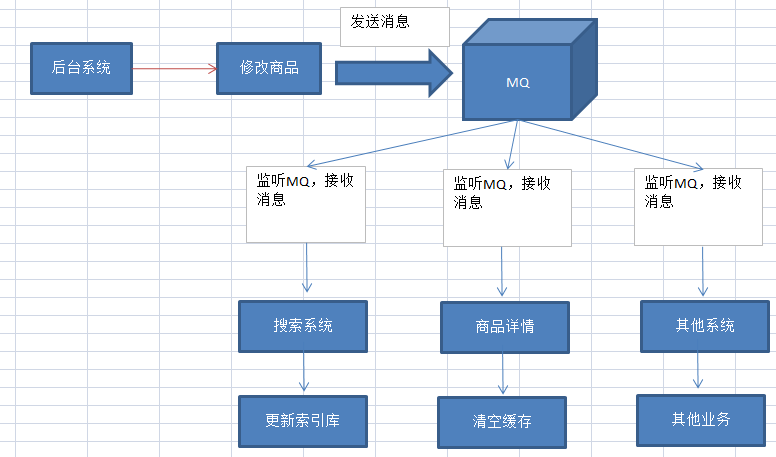 发送消息
后台系统
修改商品
MQ
监听MQ，接收
消息
监听MQ，接收
消息
监听MQ，接收
消息
搜索系统
商品详情
其他系统
更新索引库
清空缓存
其他业务